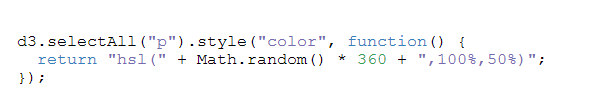 d3.selectAll("p").style("color", function() {
  return "hsl(" + Math.random() * 360 + ",100%,50%)";
});